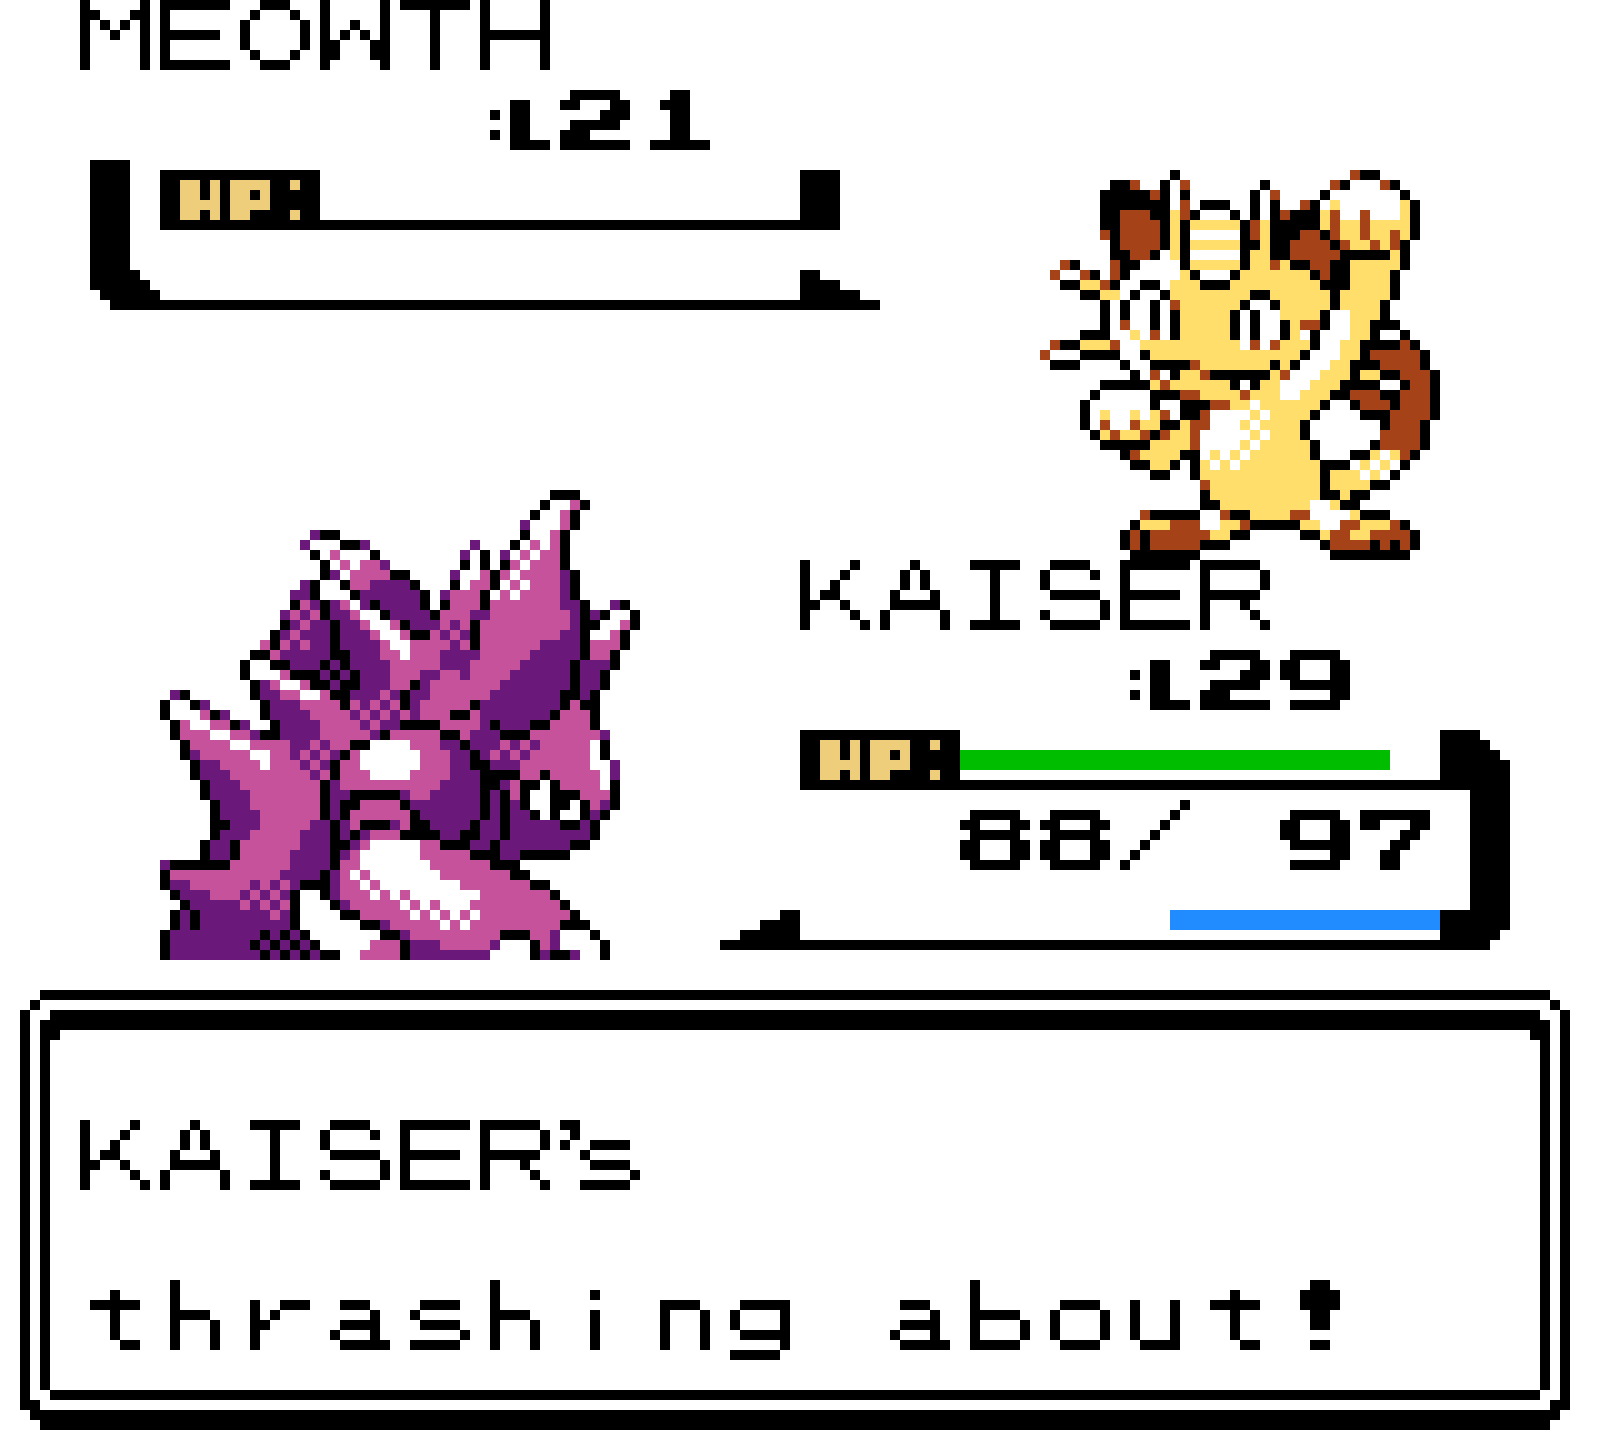 MEOWTH
:L21
HP:
KAISER
:L29
HP:
88/ 97
KAISER's
thrashing about!